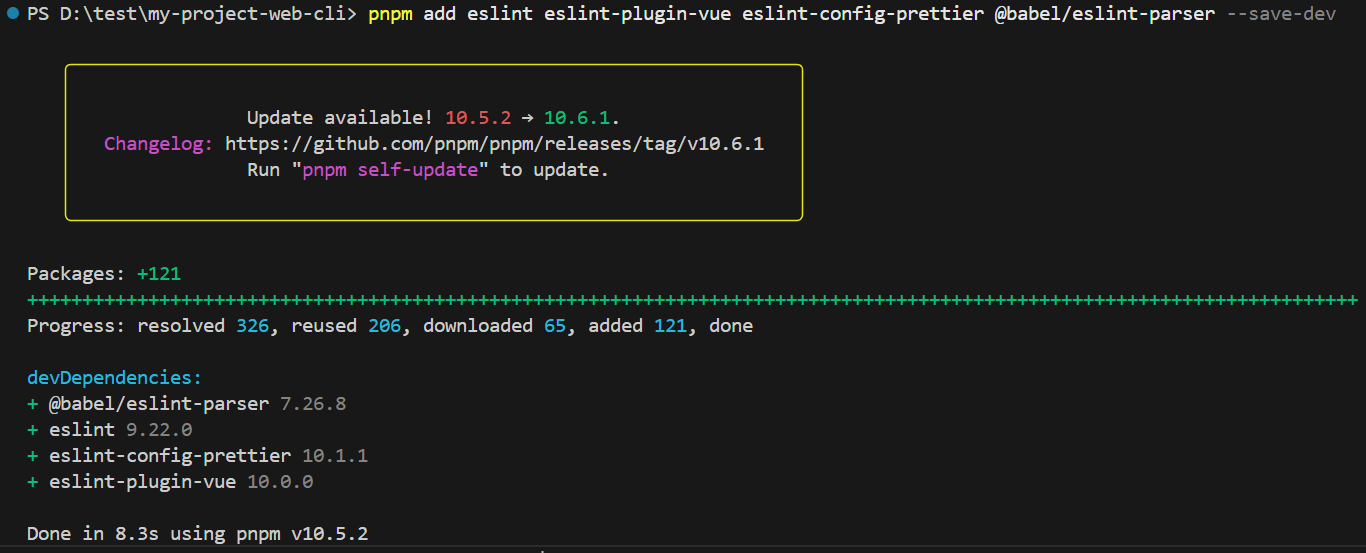 PS D:\test\my-project-web-cli> pnpm add eslint eslint-plugin-vue eslint-config-prettier @babel/eslint-parser --save-dev
Update available! 10.5.2 → 10.6.1.
Changelog: https://github.com/pnpm/pnpm/releases/tag/v10.6.1
Run "pnpm self-update" to update.
Packages: +121
+++++++++++++++++++++++++++++++++++++++++++++++++++++++++++++++++++++++++++++++++++++++++++++++++++++++++++++++++++++++++
Progress: resolved 326, reused 206, downloaded 65, added 121, done
devDependencies:
+ @babel/eslint-parser 7.26.8
+ eslint 9.22.0
+ eslint-config-prettier 10.1.1
+ eslint-plugin-vue 10.0.0
Done in 8.3s using pnpm v10.5.2